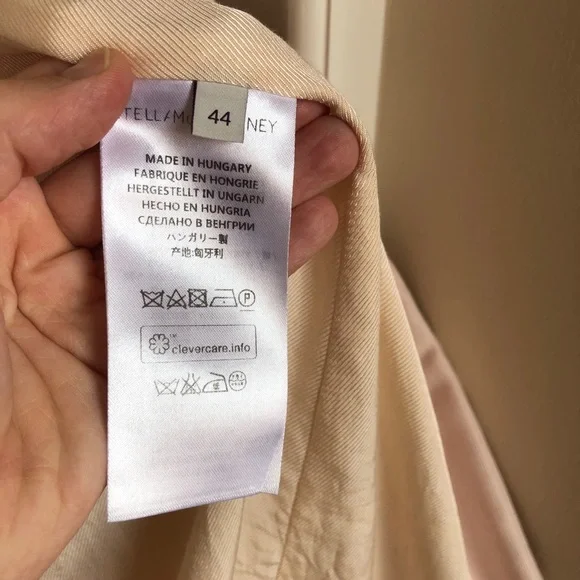 TELLAM
44
NEY
MADE IN HUNGARY
FABRIQUE EN HONGRIE
HERGESTELLT IN UNGARN
HECHO EN HUNGRIA
СДЕЛАНО В ВЕНГРИИ
ハンガリー製
产地:匈牙利
P
clevercare.info